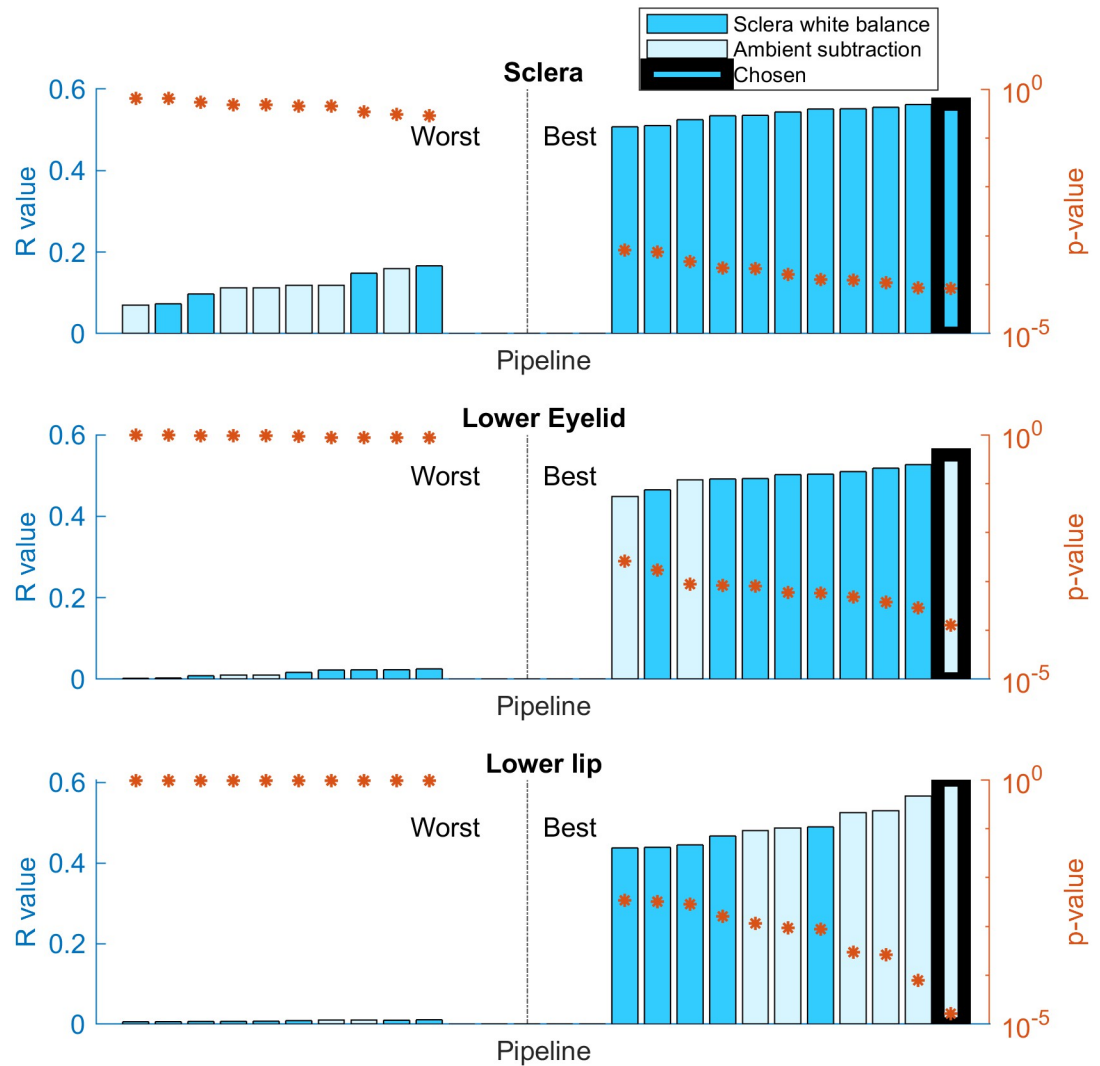 Sclera white balance
Ambient subtraction
Chosen
Sclera
0.6
0.4
0.2
0
R value
Worst
Best
10^0
10^-5
p-value
Pipeline
Lower Eyelid
0.6
0.4
0.2
0
R value
Worst
Best
10^0
10^-5
p-value
Pipeline
Lower lip
0.6
0.4
0.2
0
R value
Worst
Best
10^0
10^-5
p-value
Pipeline